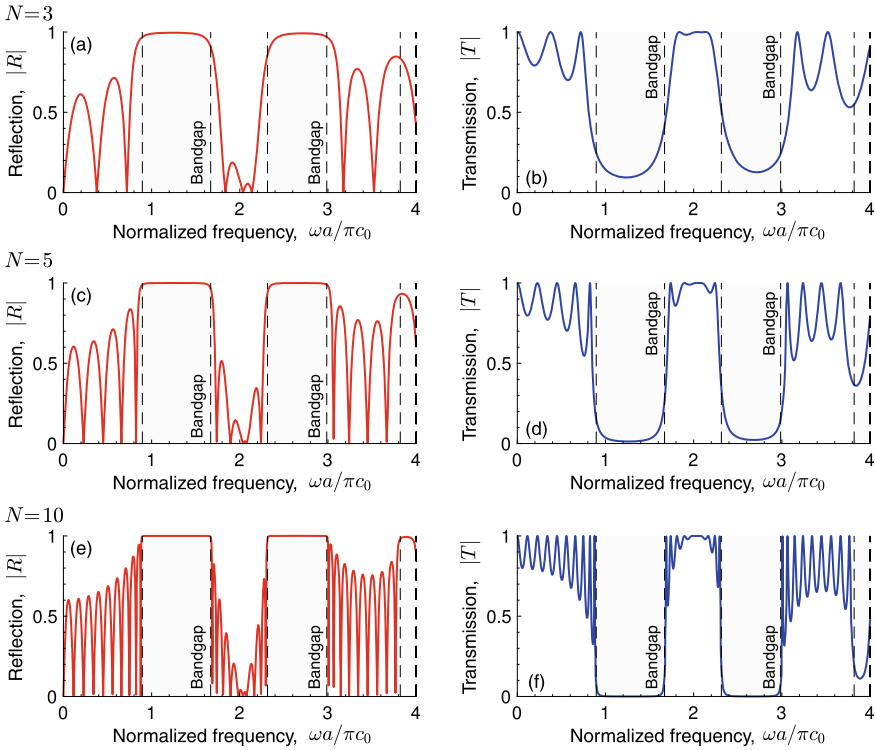 N=3
(a)
Reflection, |R|
1
0.5
0
0 1 2 3 4
Bandgap
Bandgap
Normalized frequency, ωa/πc₀
(b)
Transmission, |T|
1
0.5
0
0 1 2 3 4
Bandgap
Bandgap
Normalized frequency, ωa/πc₀
N=5
(c)
Reflection, |R|
1
0.5
0
0 1 2 3 4
Bandgap
Bandgap
Normalized frequency, ωa/πc₀
(d)
Transmission, |T|
1
0.5
0
0 1 2 3 4
Bandgap
Bandgap
Normalized frequency, ωa/πc₀
N=10
(e)
Reflection, |R|
1
0.5
0
0 1 2 3 4
Bandgap
Bandgap
Normalized frequency, ωa/πc₀
(f)
Transmission, |T|
1
0.5
0
0 1 2 3 4
Bandgap
Bandgap
Normalized frequency, ωa/πc₀